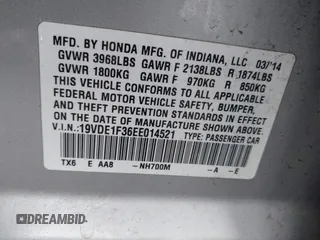 MFD. BY HONDA MFG. OF INDIANA, LLC 03/'14
GVWR 3968LBS GAWR F 2138LBS R 1874LBS
GVWR 1800KG GAWR F 970KG R 850KG
THIS VEHICLE CONFORMS TO ALL APPLICABLE
FEDERAL MOTOR VEHICLE SAFETY, BUMPER,
AND THEFT PREVENTION STANDARDS IN EFFECT
ON THE DATE OF MANUFACTURE SHOWN ABOVE.
V.I.N.:19VDE1F36EE014521 TYPE: PASSENGER CAR
TX6 E AA8 -NH700M -A -E
DREAMBID
.com